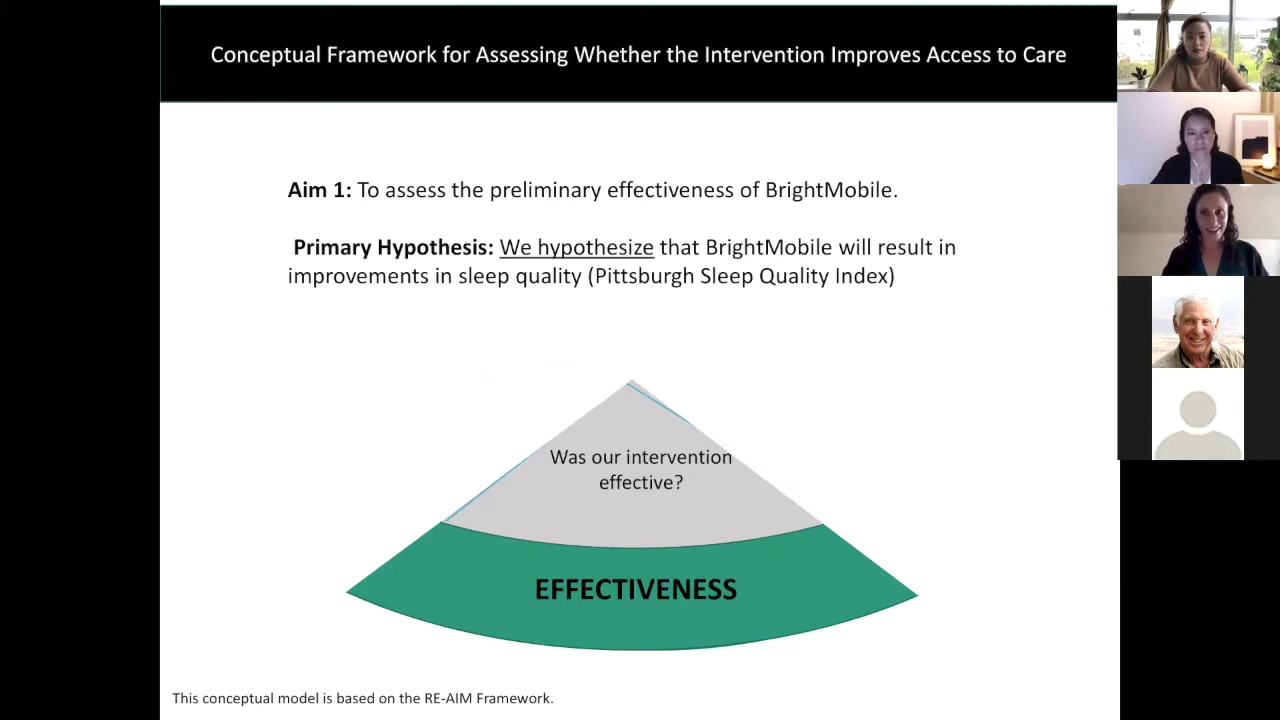 Conceptual Framework for Assessing Whether the Intervention Improves Access to Care
Aim 1: To assess the preliminary effectiveness of BrightMobile.
Primary Hypothesis: We hypothesize that BrightMobile will result in
improvements in sleep quality (Pittsburgh Sleep Quality Index)
Was our intervention
effective?
EFFECTIVENESS
This conceptual model is based on the RE-AIM Framework.